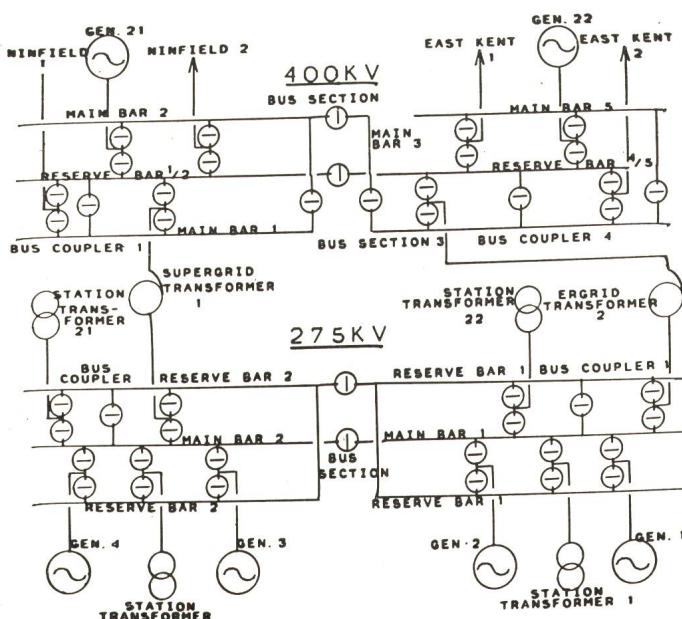 GEN. 21
NINFIELD
1
NINFIELD 2
400KV
BUS SECTION
EAST KENT
1
GEN. 22
EAST KENT
2
MAIN BAR 2
MAIN
BAR 3
MAIN BAR 5
RESERVE BAR 1/2
RESERVE BAR 4/5
MAIN BAR 1
BUS COUPLER 1
BUS SECTION 3
BUS COUPLER 4
STATION
TRANS-
FORMER
21
SUPERGRID
TRANSFORMER
1
STATION
TRANSFORMER
22
ERGRID
TRANSFORMER
2
275KV
BUS
COUPLER
RESERVE BAR 2
RESERVE BAR 1
BUS COUPLER 1
MAIN BAR 2
BUS
SECTION
MAIN BAR 1
RESERVE BAR 2
RESERVE BAR 1
GEN. 4
GEN. 3
GEN. 2
GEN. 1
STATION
TRANSFORMER
STATION
TRANSFORMER 1